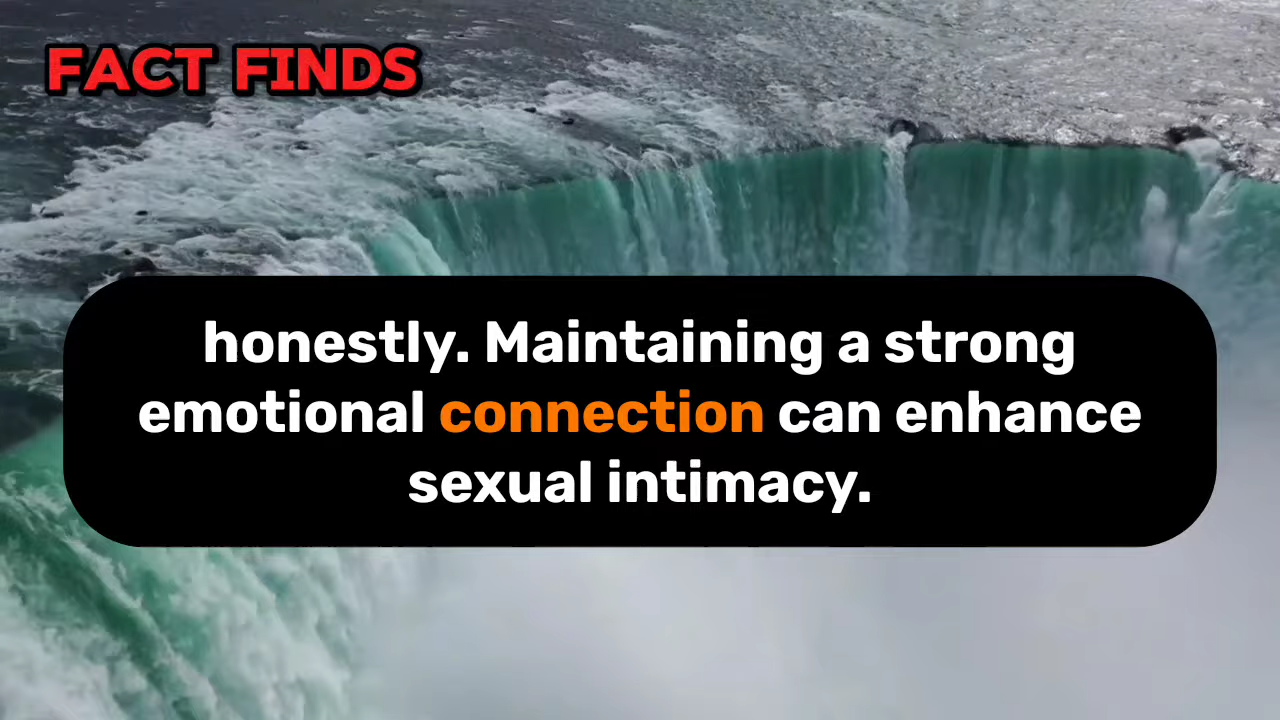 FACT FINDS
honestly. Maintaining a strong
emotional connection can enhance
sexual intimacy.